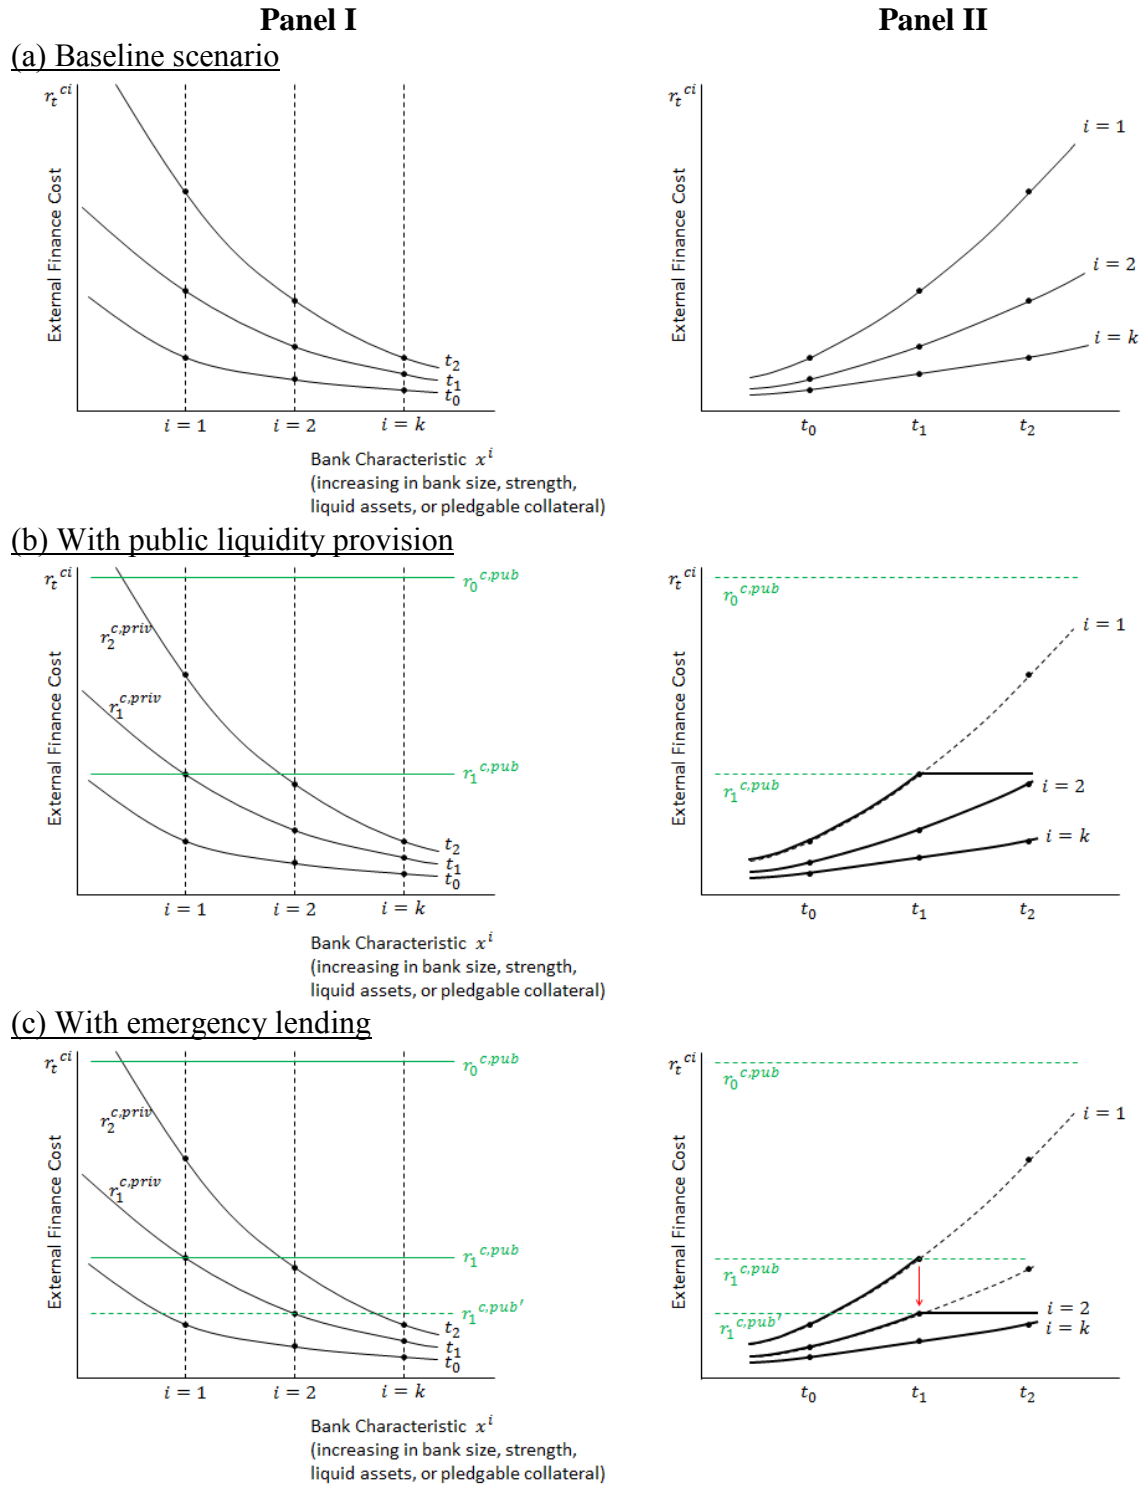 Panel I
Panel II
(a) Baseline scenario
r_t^{ci}
External Finance Cost
t_2
t_1
t_0
i = 1
i = 2
i = k
Bank Characteristic x^i
(increasing in bank size, strength,
liquid assets, or pledgable collateral)
r_t^{ci}
External Finance Cost
i = 1
i = 2
i = k
t_0
t_1
t_2
(b) With public liquidity provision
r_t^{ci}
External Finance Cost
r_0^{c,pub}
r_2^{c,priv}
r_1^{c,priv}
r_1^{c,pub}
t_2
t_1
t_0
i = 1
i = 2
i = k
Bank Characteristic x^i
(increasing in bank size, strength,
liquid assets, or pledgable collateral)
r_t^{ci}
External Finance Cost
r_0^{c,pub}
i = 1
r_1^{c,pub}
i = 2
i = k
t_0
t_1
t_2
(c) With emergency lending
r_t^{ci}
External Finance Cost
r_0^{c,pub}
r_2^{c,priv}
r_1^{c,priv}
r_1^{c,pub}
r_1^{c,pub'}
t_2
t_1
t_0
i = 1
i = 2
i = k
Bank Characteristic x^i
(increasing in bank size, strength,
liquid assets, or pledgable collateral)
r_t^{ci}
External Finance Cost
r_0^{c,pub}
i = 1
r_1^{c,pub}
r_1^{c,pub'}
i = 2
i = k
t_0
t_1
t_2